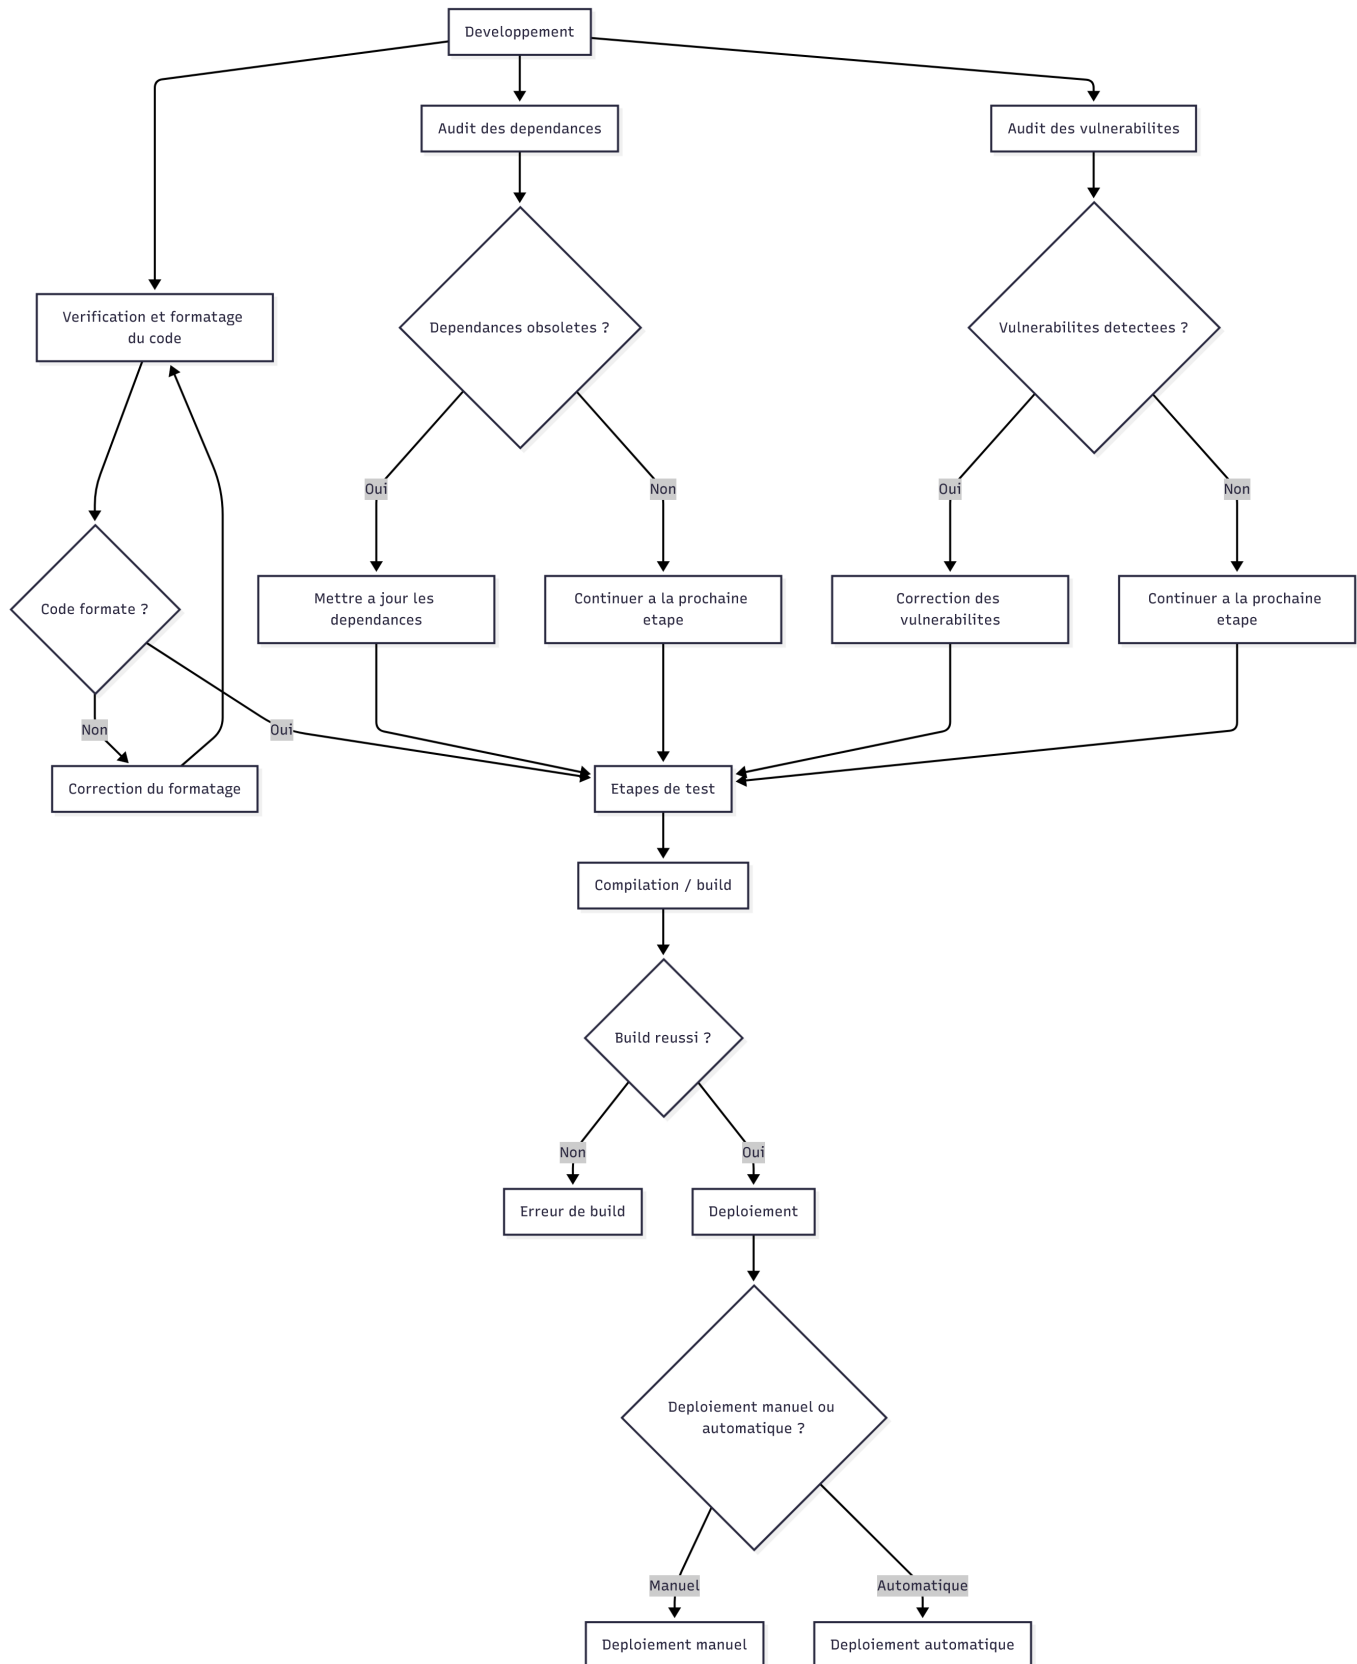 Developpement
Audit des dependances
Audit des vulnerabilites
Verification et formatage
du code
Dependances obsoletes ?
Vulnerabilites detectees ?
Oui
Non
Oui
Non
Code formate ?
Mettre a jour les
dependances
Continuer a la prochaine
etape
Correction des
vulnerabilites
Continuer a la prochaine
etape
Non
Oui
Correction du formatage
Etapes de test
Compilation / build
Build reussi ?
Non
Oui
Erreur de build
Deploiement
Deploiement manuel ou
automatique ?
Manuel
Automatique
Deploiement manuel
Deploiement automatique